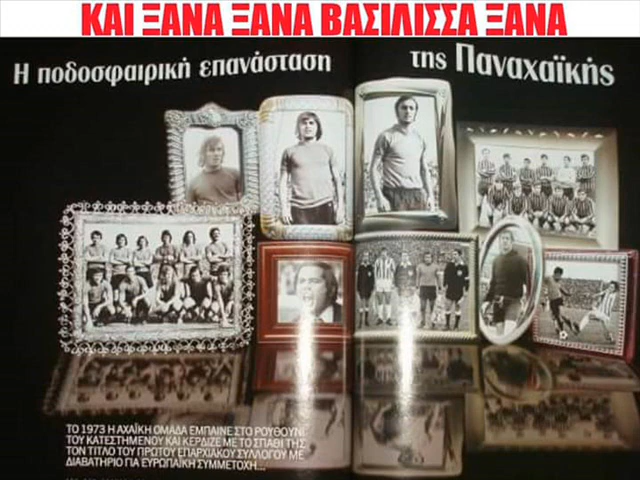 ΚΑΙ ΞΑΝΑ ΞΑΝΑ ΒΑΣΙΛΙΣΣΑ ΞΑΝΑ
Η ποδοσφαιρική επανάσταση της Παναχαϊκής
ΤΟ 1973 Η ΑΧΑΪΚΗ ΟΜΑΔΑ ΕΜΠΑΙΝΕ ΣΤΟ ΡΟΥΘΟΥΝΙ
ΤΟΥ ΚΑΤΕΣΤΗΜΕΝΟΥ ΚΑΙ ΚΕΡΔΙΖΕ ΜΕ ΤΟ ΣΠΑΘΙ ΤΗΣ
ΤΟΝ ΤΙΤΛΟ ΤΟΥ ΠΡΩΤΟΥ ΕΠΑΡΧΙΑΚΟΥ ΣΥΛΛΟΓΟΥ ΜΕ
ΔΙΑΒΑΤΗΡΙΟ ΓΙΑ ΕΥΡΩΠΑΪΚΗ ΣΥΜΜΕΤΟΧΗ...